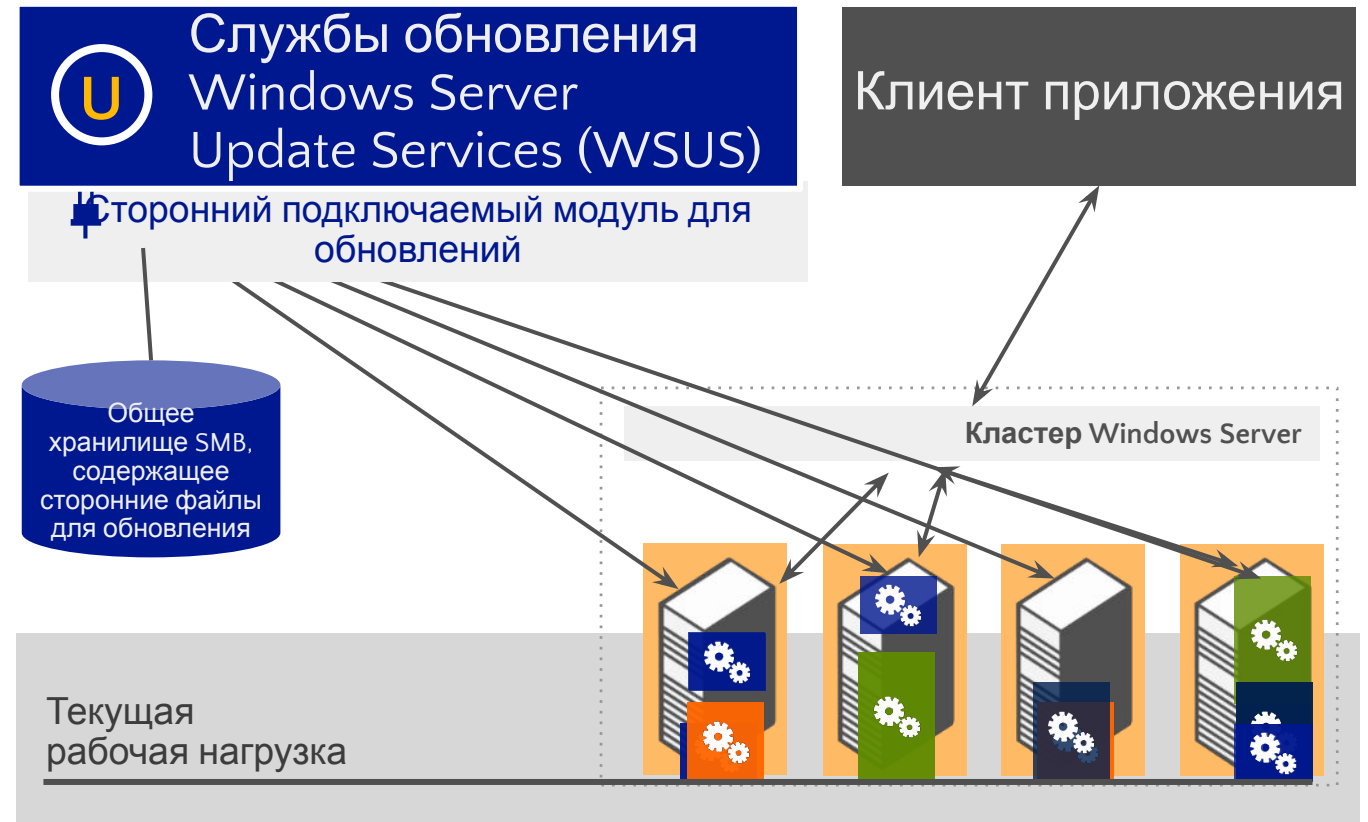 U
Службы обновления
Windows Server
Update Services (WSUS)
Клиент приложения
Сторонний подключаемый модуль для
обновлений
Общее
хранилище SMB,
содержащее
сторонние файлы
для обновления
Кластер Windows Server
Текущая
рабочая нагрузка